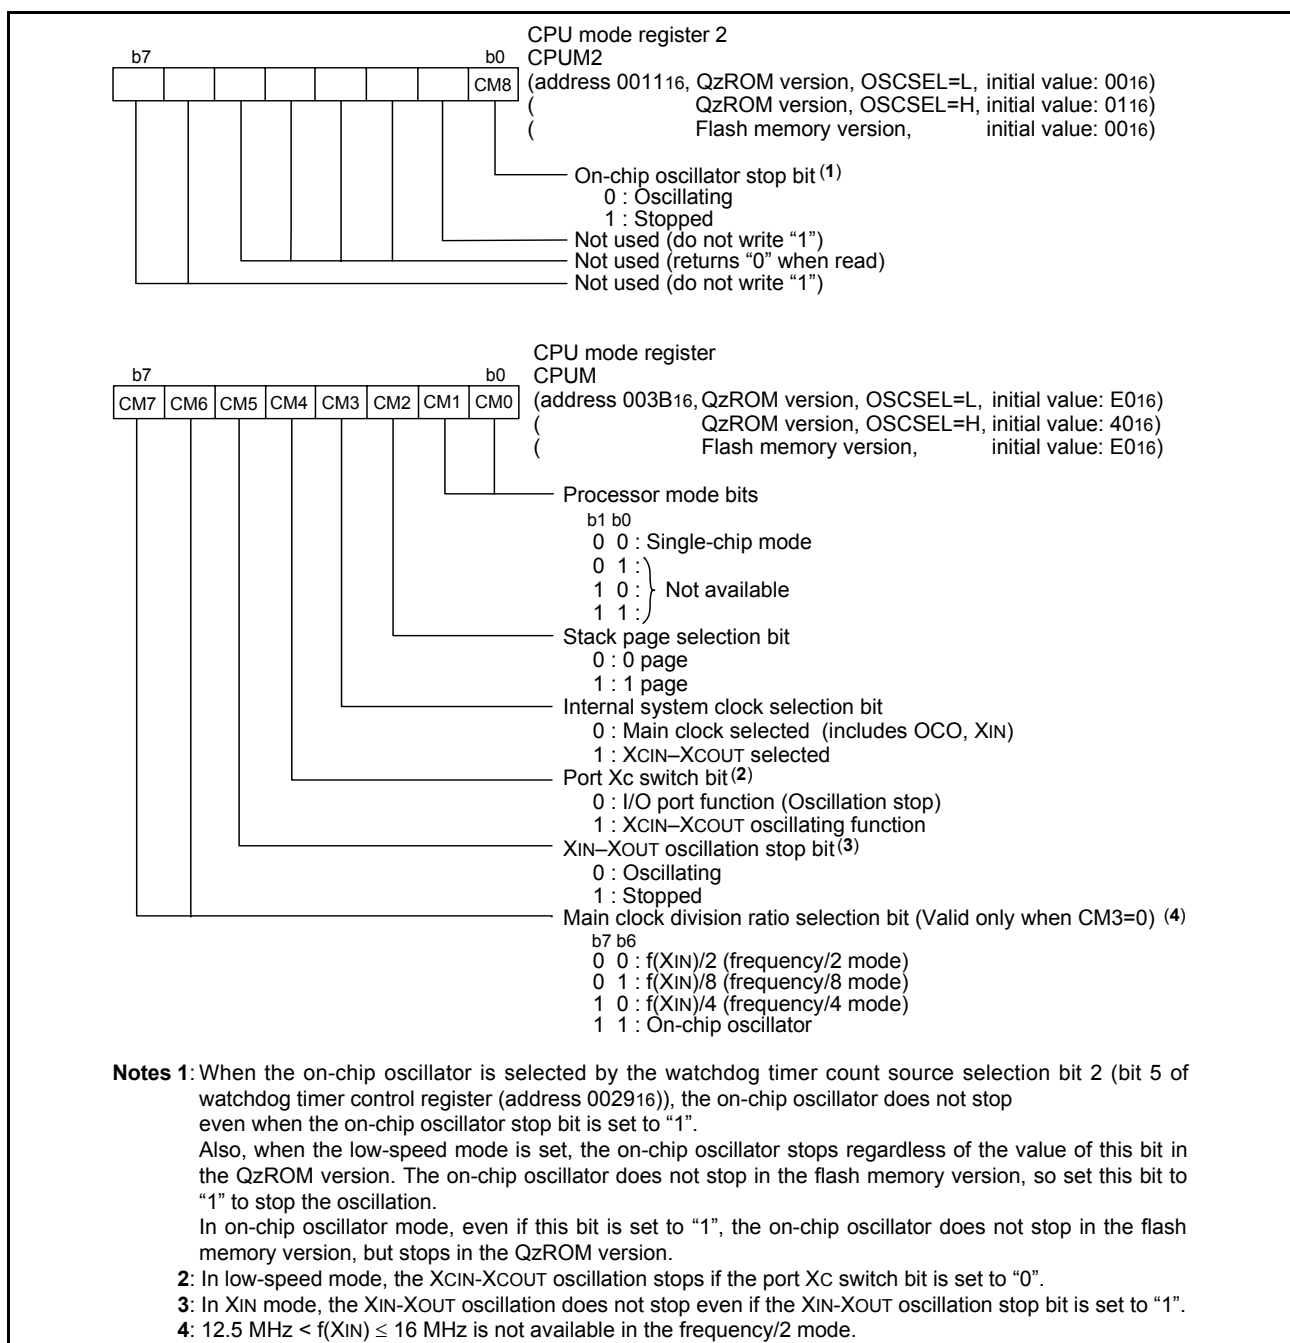 CPU mode register 2
b7 b0 CPUM2
CM8 (address 001116, QzROM version, OSCSEL=L, initial value: 0016)
( QzROM version, OSCSEL=H, initial value: 0116)
( Flash memory version, initial value: 0016)
On-chip oscillator stop bit (1)
0 : Oscillating
1 : Stopped
Not used (do not write “1”)
Not used (returns “0” when read)
Not used (do not write “1”)
CPU mode register
b7 b0 CPUM
CM7 CM6 CM5 CM4 CM3 CM2 CM1 CM0 (address 003B16, QzROM version, OSCSEL=L, initial value: E016)
( QzROM version, OSCSEL=H, initial value: 4016)
( Flash memory version, initial value: E016)
Processor mode bits
b1 b0
0 0 : Single-chip mode
0 1 :
1 0 : Not available
1 1 :
Stack page selection bit
0 : 0 page
1 : 1 page
Internal system clock selection bit
0 : Main clock selected (includes OCO, XIN)
1 : XCIN–XCOUT selected
Port Xc switch bit (2)
0 : I/O port function (Oscillation stop)
1 : XCIN–XCOUT oscillating function
XIN–XOUT oscillation stop bit (3)
0 : Oscillating
1 : Stopped
Main clock division ratio selection bit (Valid only when CM3=0) (4)
b7 b6
0 0 : f(XIN)/2 (frequency/2 mode)
0 1 : f(XIN)/8 (frequency/8 mode)
1 0 : f(XIN)/4 (frequency/4 mode)
1 1 : On-chip oscillator
Notes 1: When the on-chip oscillator is selected by the watchdog timer count source selection bit 2 (bit 5 of
watchdog timer control register (address 002916)), the on-chip oscillator does not stop
even when the on-chip oscillator stop bit is set to “1”.
Also, when the low-speed mode is set, the on-chip oscillator stops regardless of the value of this bit in
the QzROM version. The on-chip oscillator does not stop in the flash memory version, so set this bit to
“1” to stop the oscillation.
In on-chip oscillator mode, even if this bit is set to “1”, the on-chip oscillator does not stop in the flash
memory version, but stops in the QzROM version.
2: In low-speed mode, the XCIN-XCOUT oscillation stops if the port XC switch bit is set to “0”.
3: In XIN mode, the XIN-XOUT oscillation does not stop even if the XIN-XOUT oscillation stop bit is set to “1”.
4: 12.5 MHz < f(XIN) ≤ 16 MHz is not available in the frequency/2 mode.